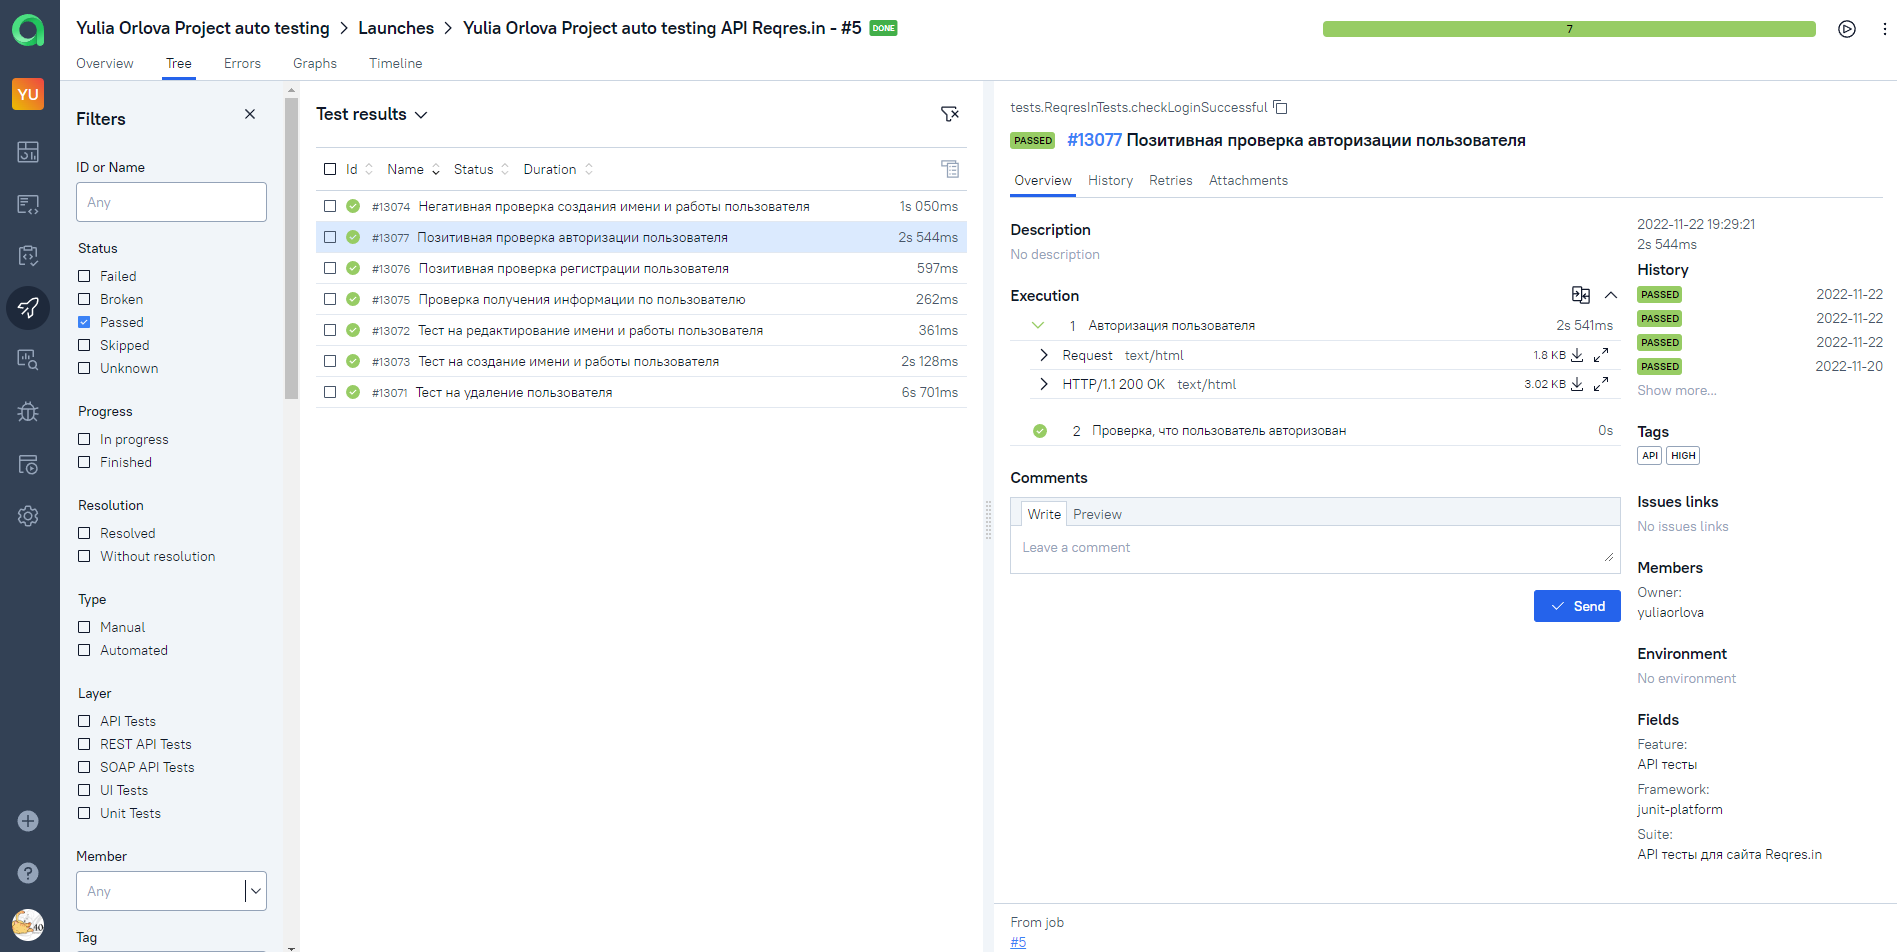 Yulia Orlova Project auto testing > Launches > Yulia Orlova Project auto testing API Reqres.in - #5 DONE
7
Overview Tree Errors Graphs Timeline
YU
Filters
ID or Name
Any
Status
Failed
Broken
Passed
Skipped
Unknown
Progress
In progress
Finished
Resolution
Resolved
Without resolution
Type
Manual
Automated
Layer
API Tests
REST API Tests
SOAP API Tests
UI Tests
Unit Tests
Member
Any
Tag
Test results
Id Name Status Duration
#13074 Негативная проверка создания имени и работы пользователя 1s 050ms
#13077 Позитивная проверка авторизации пользователя 2s 544ms
#13076 Позитивная проверка регистрации пользователя 597ms
#13075 Проверка получения информации по пользователю 262ms
#13072 Тест на редактирование имени и работы пользователя 361ms
#13073 Тест на создание имени и работы пользователя 2s 128ms
#13071 Тест на удаление пользователя 6s 701ms
tests.ReqresInTests.checkLoginSuccessful
PASSED #13077 Позитивная проверка авторизации пользователя
Overview History Retries Attachments
Description
No description
Execution
1 Авторизация пользователя 2s 541ms
Request text/html 1.8 KB
HTTP/1.1 200 OK text/html 3.02 KB
2 Проверка, что пользователь авторизован 0s
Comments
Write Preview
Leave a comment
Send
2022-11-22 19:29:21
2s 544ms
History
PASSED 2022-11-22
PASSED 2022-11-22
PASSED 2022-11-22
PASSED 2022-11-20
Show more...
Tags
API HIGH
Issues links
No issues links
Members
Owner:
yuliaorlova
Environment
No environment
Fields
Feature:
API тесты
Framework:
junit-platform
Suite:
API тесты для сайта Reqres.in
From job
#5
40